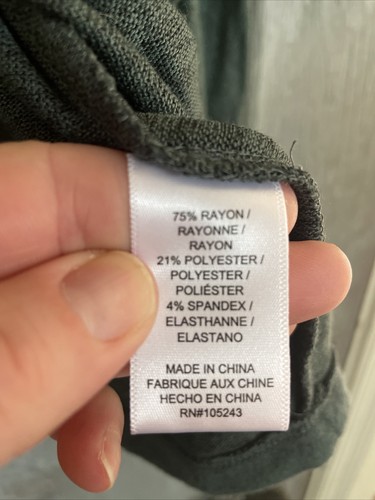 75% RAYON /
RAYONNE /
RAYON
21% POLYESTER /
POLYESTER /
POLIÉSTER
4% SPANDEX /
ELASTHANNE /
ELASTANO
MADE IN CHINA
FABRIQUE AUX CHINE
HECHO EN CHINA
RN#105243